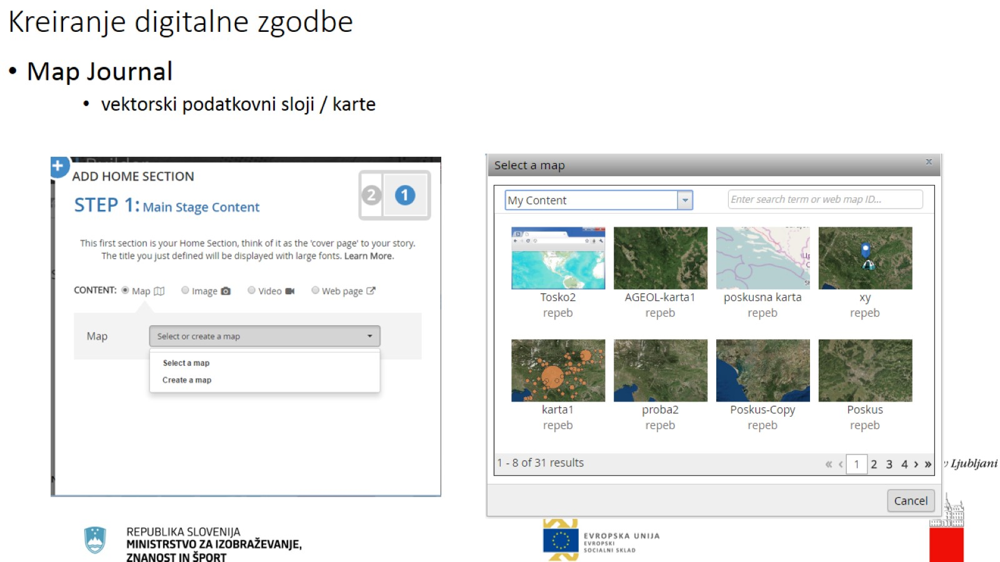 Kreiranje digitalne zgodbe
• Map Journal
• vektorski podatkovni sloji / karte
ADD HOME SECTION
2 1
STEP 1: Main Stage Content
This first section is your Home Section, think of it as the 'cover page' to your story.
The title you just defined will be displayed with large fonts. Learn More.
CONTENT: Map Image Video Web page
Map Select or create a map
Select a map
Create a map
Select a map x
My Content Enter search term or web map ID...
Tosko2 AGEOL-karta1 poskusna karta xy
repeb repeb repeb repeb
karta1 proba2 Poskus-Copy Poskus
repeb repeb repeb repeb
1 - 8 of 31 results « ‹ 1 2 3 4 › »
Cancel
v Ljubljani
REPUBLIKA SLOVENIJA
MINISTRSTVO ZA IZOBRAŽEVANJE,
ZNANOST IN ŠPORT
EVROPSKA UNIJA
EVROPSKI
SOCIALNI SKLAD